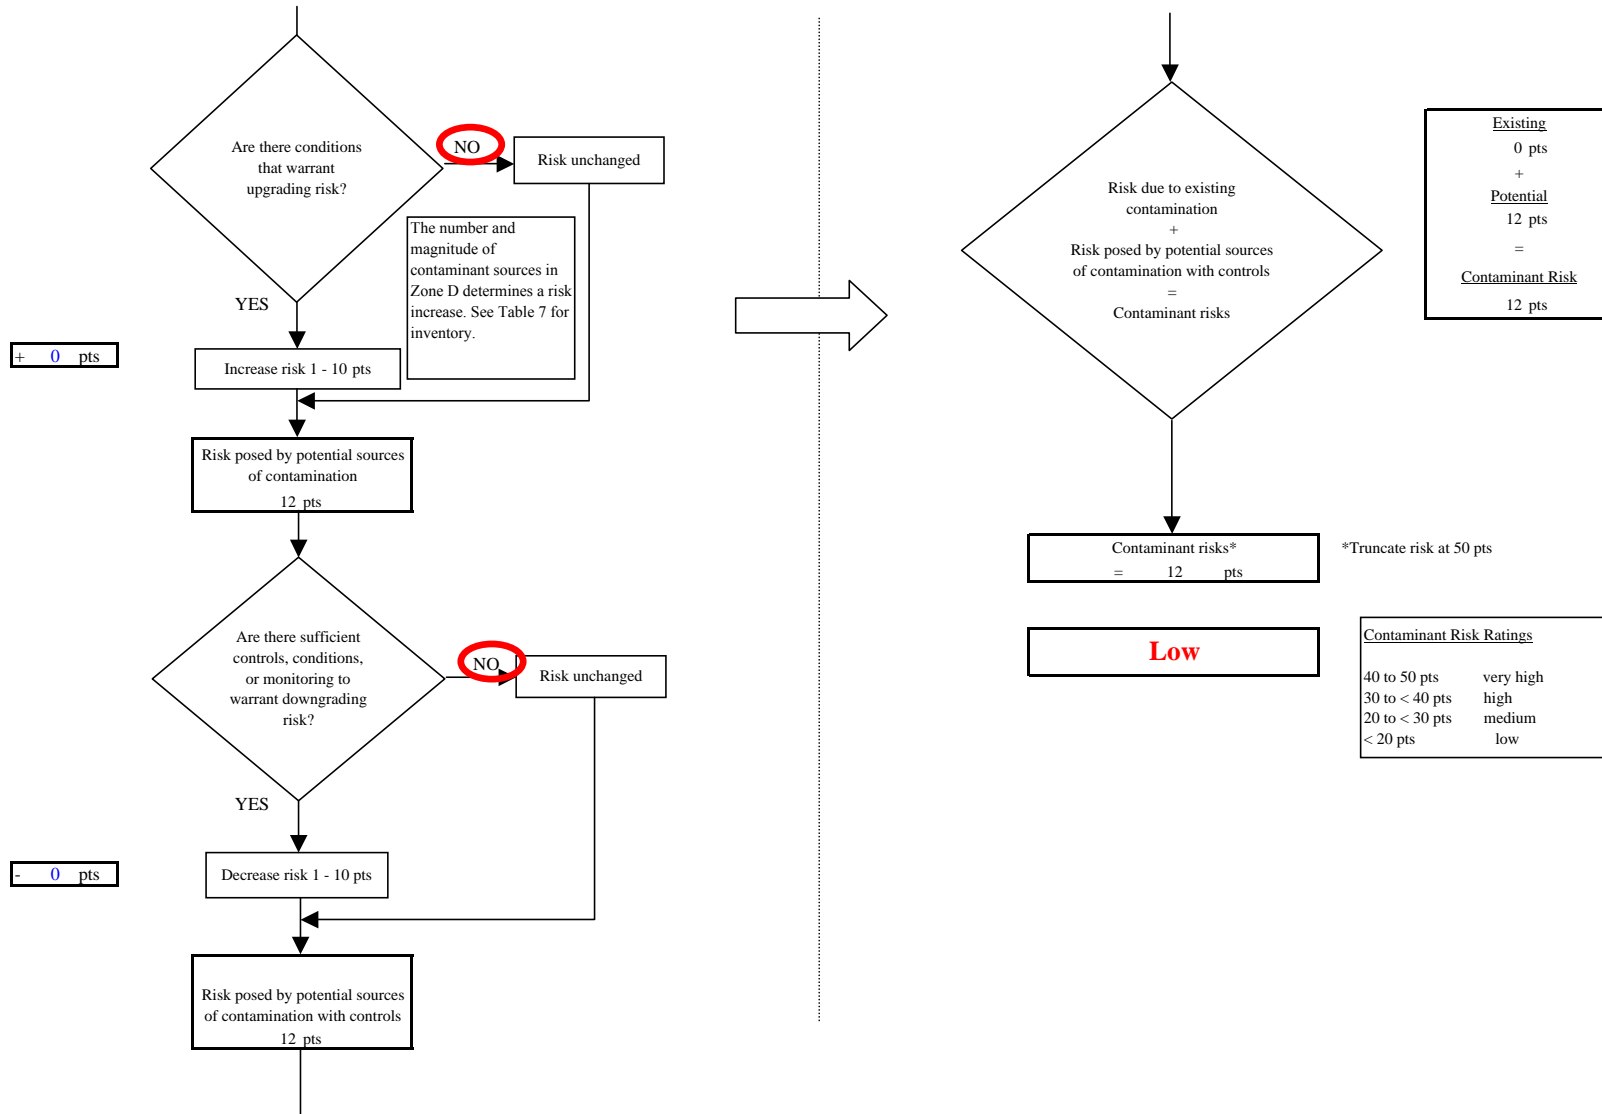 Are there conditions
that warrant
upgrading risk?
NO
Risk unchanged
The number and
magnitude of
contaminant sources in
Zone D determines a risk
increase. See Table 7 for
inventory.
YES
+ 0 pts
Increase risk 1 - 10 pts
Risk posed by potential sources
of contamination
12 pts
Are there sufficient
controls, conditions,
or monitoring to
warrant downgrading
risk?
NO
Risk unchanged
YES
- 0 pts
Decrease risk 1 - 10 pts
Risk posed by potential sources
of contamination with controls
12 pts
Risk due to existing
contamination
+
Risk posed by potential sources
of contamination with controls
=
Contaminant risks
Existing
0 pts
+
Potential
12 pts
=
Contaminant Risk
12 pts
Contaminant risks*
= 12 pts
*Truncate risk at 50 pts
Low
Contaminant Risk Ratings
40 to 50 pts very high
30 to < 40 pts high
20 to < 30 pts medium
< 20 pts low